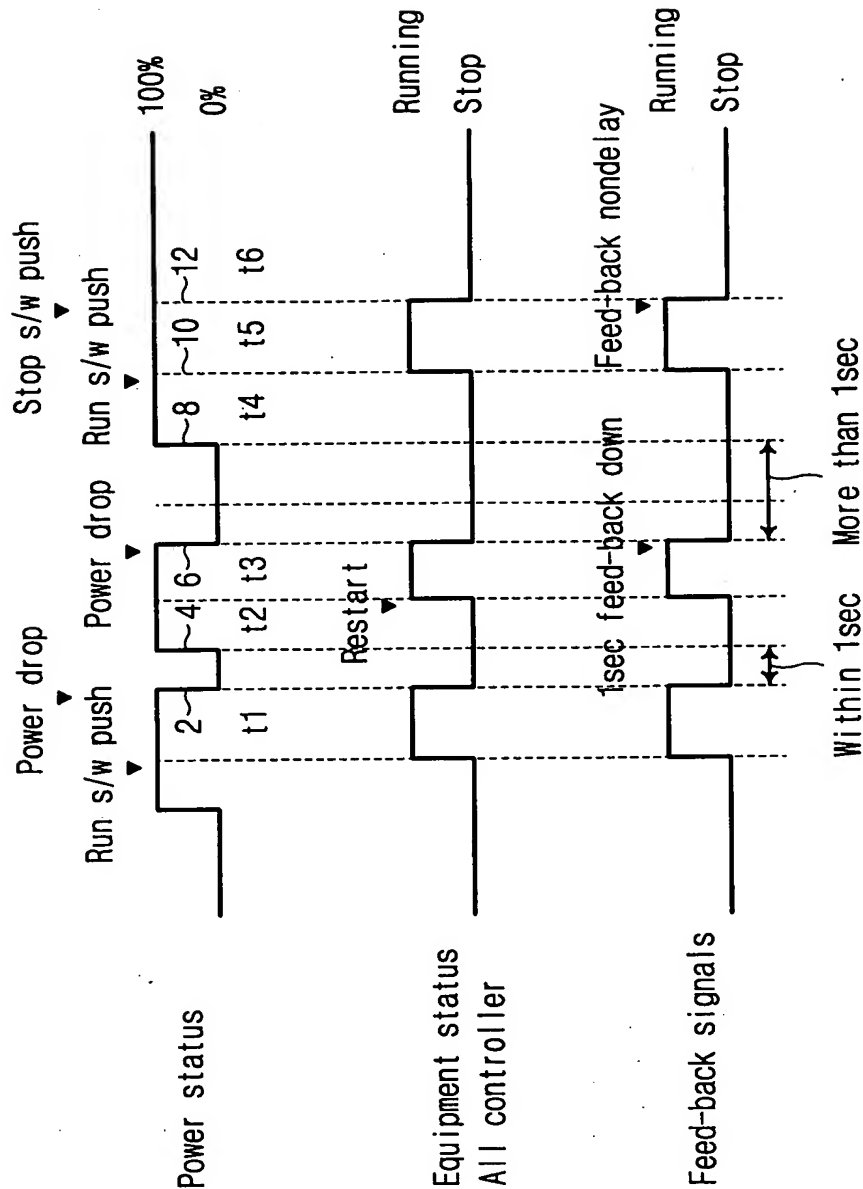 Power drop
Stop s/w push
Run s/w push
Power drop
Run s/w push
Power status
100%
0%
2
4
6
8
10
12
t1
t2
t3
t4
t5
t6
Restart
Equipment status
All controller
Running
Stop
1sec feed-back down
Feed-back nondelay
Feed-back signals
Running
Stop
Within 1sec
More than 1sec